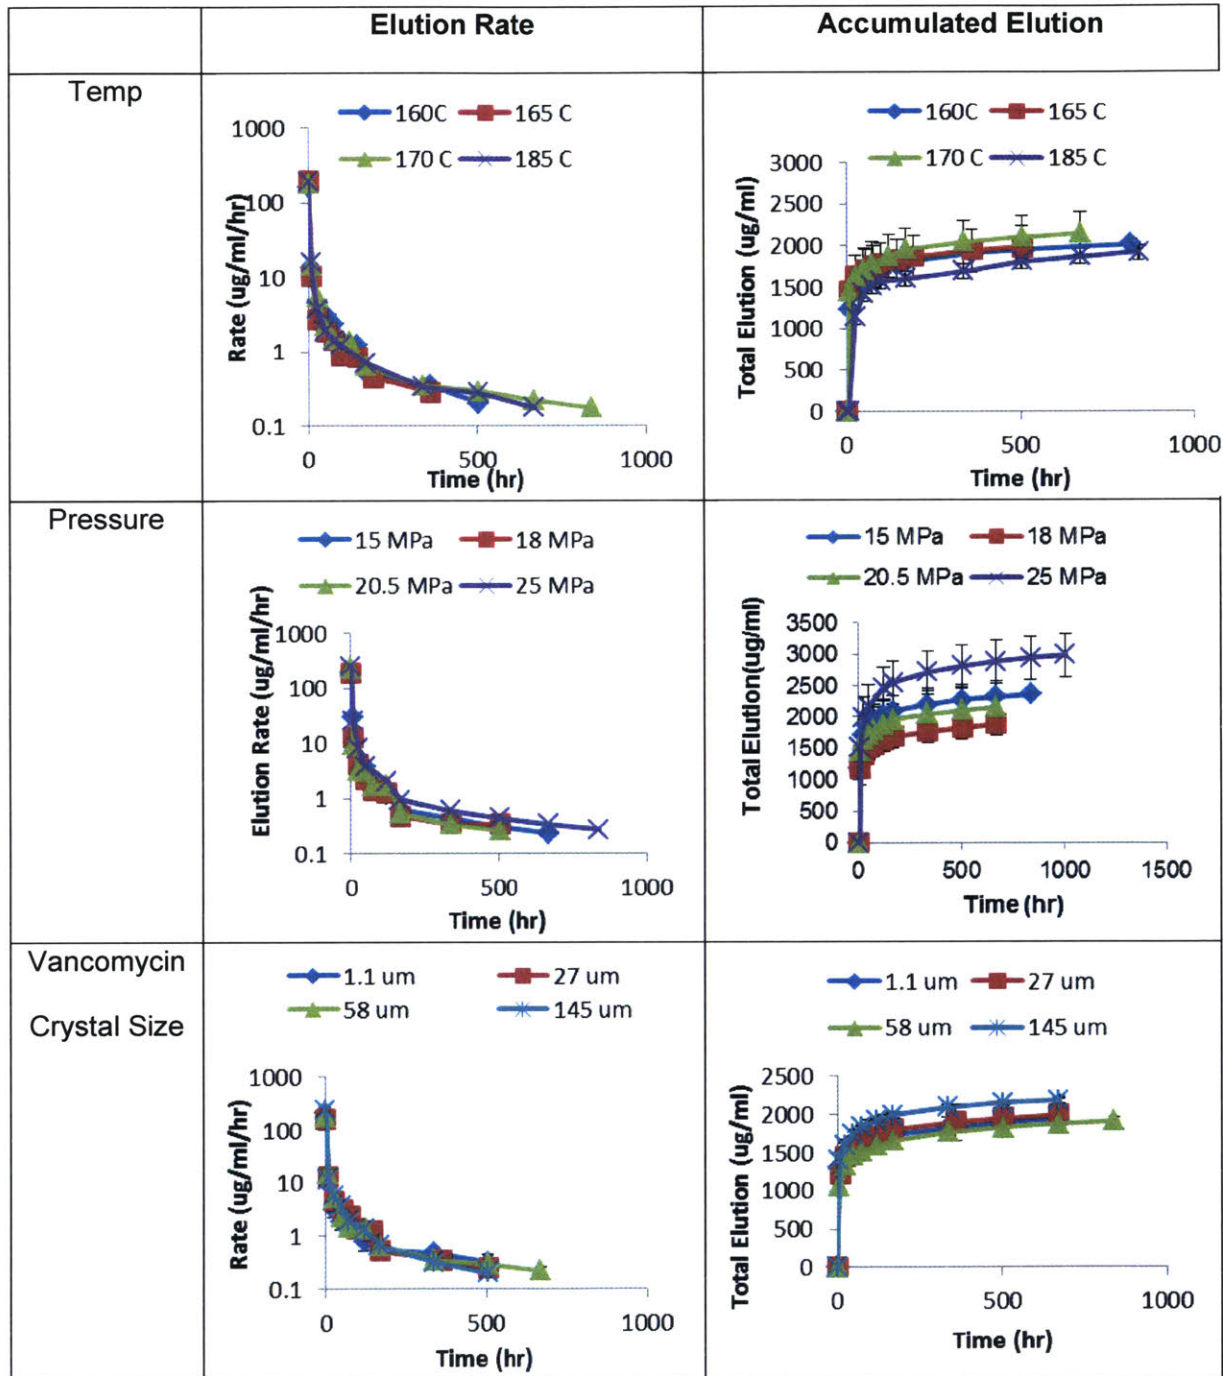 Elution Rate
Accumulated Elution
Temp
160C 165 C
170 C 185 C
1000
100
10
1
0.1
Rate (ug/ml/hr)
0 500 1000
Time (hr)
160C 165 C
170 C 185 C
3000
2500
2000
1500
1000
500
0
Total Elution (ug/ml)
0 500 1000
Time (hr)
Pressure
15 MPa 18 MPa
20.5 MPa 25 MPa
1000
100
10
1
0.1
Elution Rate (ug/ml/hr)
0 500 1000
Time (hr)
15 MPa 18 MPa
20.5 MPa 25 MPa
3500
3000
2500
2000
1500
1000
500
0
Total Elution(ug/ml)
0 500 1000 1500
Time (hr)
Vancomycin
Crystal Size
1.1 um 27 um
58 um 145 um
1000
100
10
1
0.1
Rate (ug/ml/hr)
0 500 1000
Time (hr)
1.1 um 27 um
58 um 145 um
2500
2000
1500
1000
500
0
Total Elution (ug/ml)
0 500 1000
Time (hr)